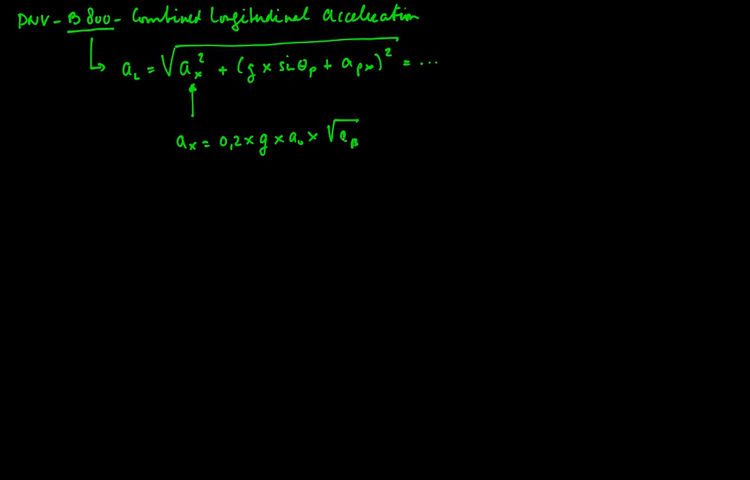 DNV - B 800 - Combined Longitudinal Acceleration
a_L = √(a_x² + (g × sin θ_p + a_px)²) = ...
a_x = 0,2 × g × a_0 × √C_B